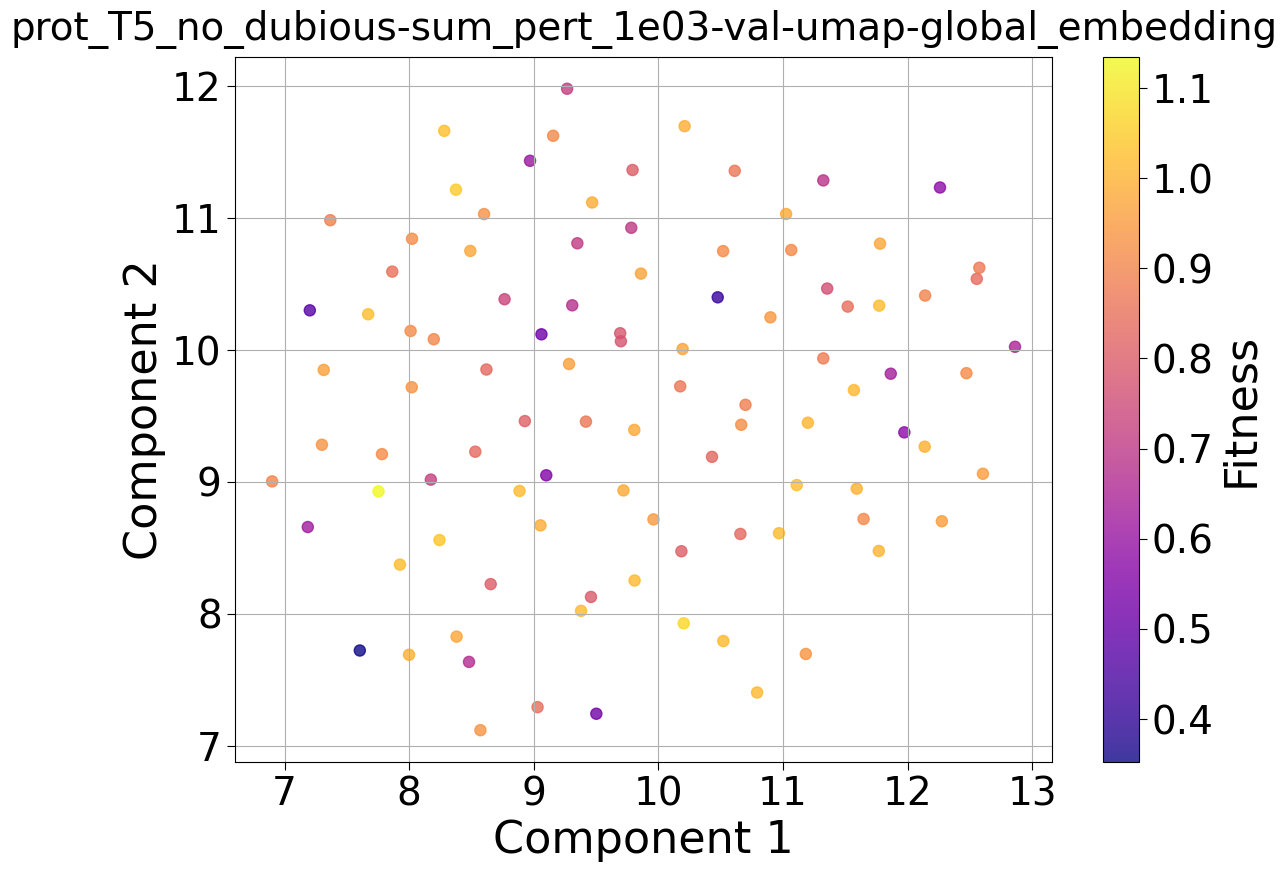 prot_T5_no_dubious-sum_pert_1e03-val-umap-global_embedding
12
11
10
9
8
7
Component 2
7 8 9 10 11 12 13
Component 1
1.1
1.0
0.9
0.8
0.7
0.6
0.5
0.4
Fitness